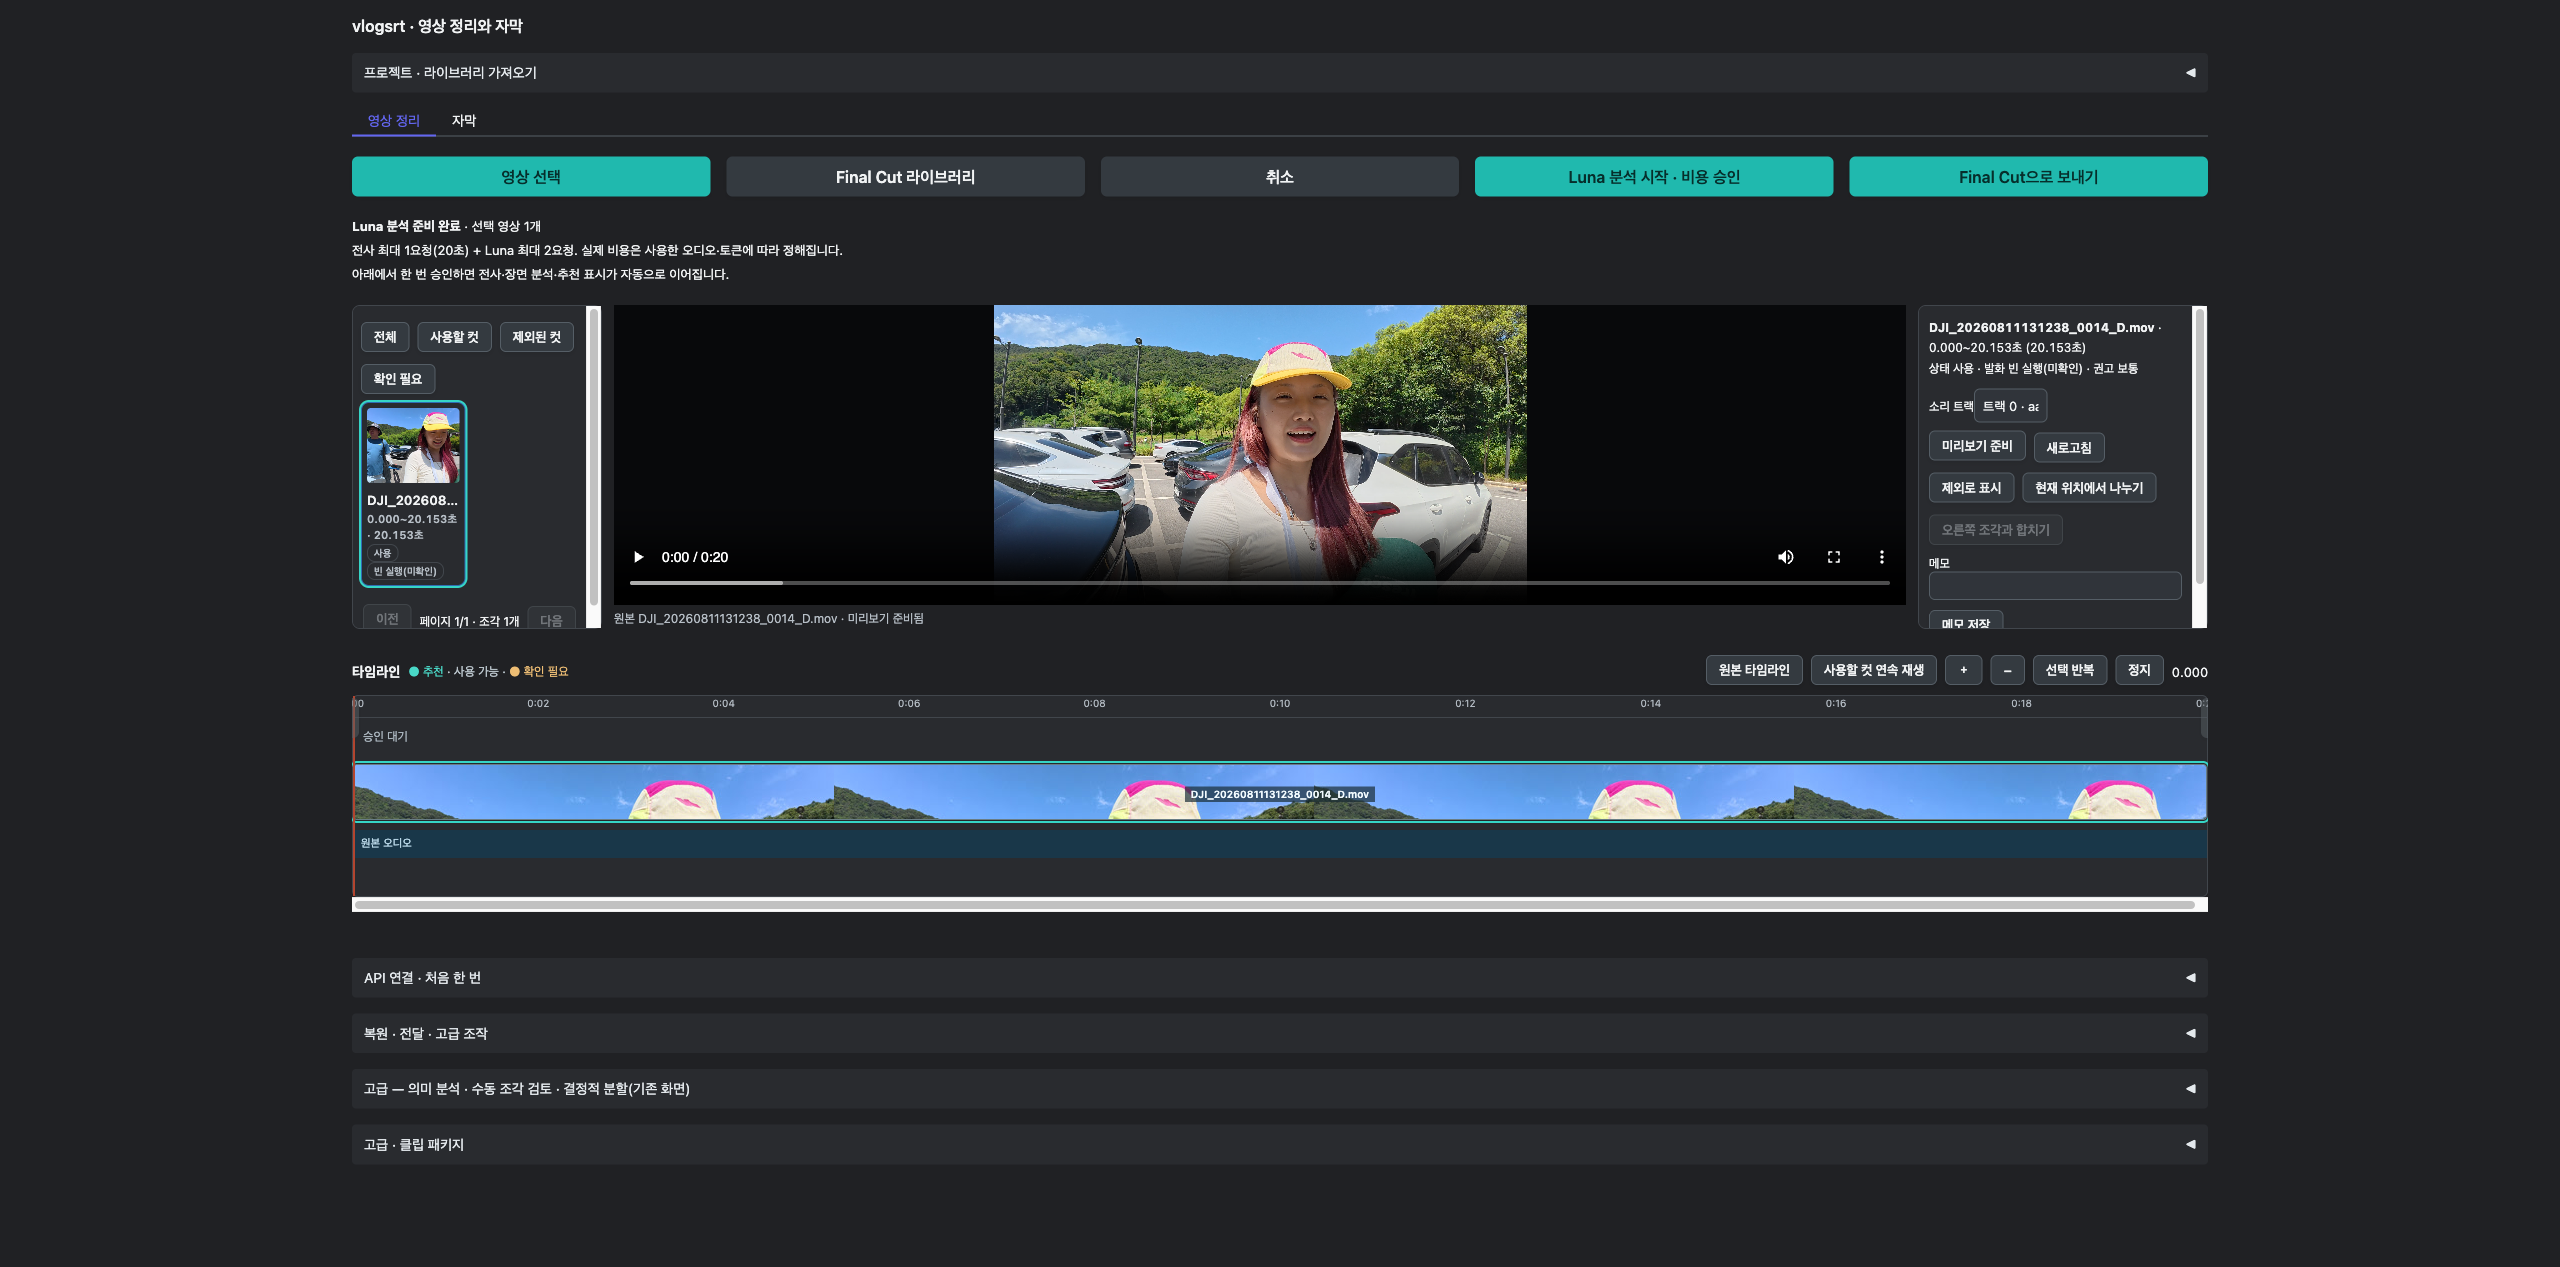 vlogsrt · 영상 정리와 자막
프로젝트 · 라이브러리 가져오기
영상 정리
자막
영상 선택
Final Cut 라이브러리
취소
Luna 분석 시작 · 비용 승인
Final Cut으로 보내기
Luna 분석 준비 완료 · 선택 영상 1개
전사 최대 1요청(20초) + Luna 최대 2요청. 실제 비용은 사용한 오디오·토큰에 따라 정해집니다.
아래에서 한 번 승인하면 전사·장면 분석·추천 표시가 자동으로 이어집니다.
전체
사용할 컷
제외된 컷
확인 필요
DJI_202608...
0.000~20.153초
· 20.153초
사용
빈 실행(미확인)
이전
페이지 1/1 · 조각 1개
다음
0:00 / 0:20
원본 DJI_20260811131238_0014_D.mov · 미리보기 준비됨
DJI_20260811131238_0014_D.mov ·
0.000~20.153초 (20.153초)
상태 사용 · 발화 빈 실행(미확인) · 권고 보통
소리 트랙
트랙 0 · aa
미리보기 준비
새로고침
제외로 표시
현재 위치에서 나누기
오른쪽 조각과 합치기
메모
메모 저장
타임라인
추천 · 사용 가능 · 확인 필요
원본 타임라인
사용할 컷 연속 재생
+
−
선택 반복
정지
0.000
0:02
0:04
0:06
0:08
0:10
0:12
0:14
0:16
0:18
승인 대기
DJI_20260811131238_0014_D.mov
원본 오디오
API 연결 · 처음 한 번
복원 · 전달 · 고급 조작
고급 — 의미 분석 · 수동 조각 검토 · 결정적 분할(기존 화면)
고급 · 클립 패키지